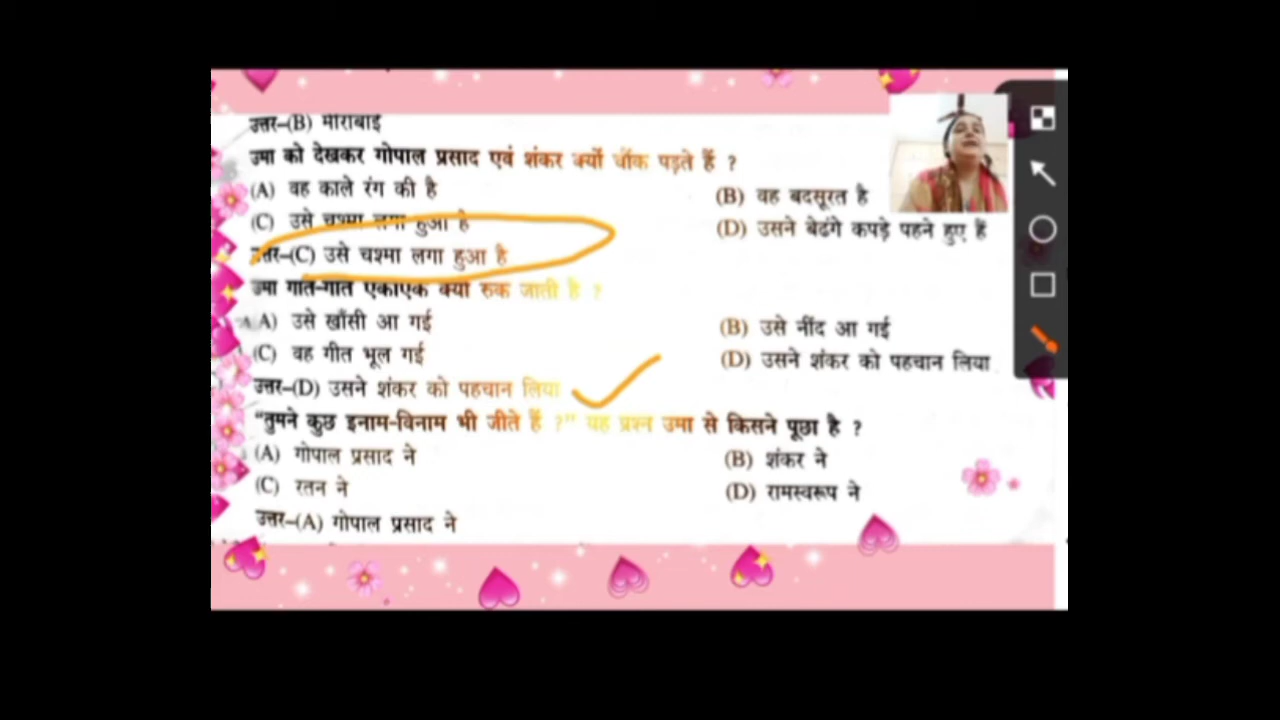 उत्तर–(B) मीराबाई
उमा को देखकर गोपाल प्रसाद एवं शंकर क्यों चौंक पड़ते हैं ?
(A) वह काले रंग की है (B) वह बदसूरत है
(C) उसे चश्मा लगा हुआ है (D) उसने बेढंगे कपड़े पहने हुए हैं
उत्तर–(C) उसे चश्मा लगा हुआ है
उमा गाते-गाते एकाएक क्यों रुक जाती है ?
(A) उसे खाँसी आ गई (B) उसे नींद आ गई
(C) वह गीत भूल गई (D) उसने शंकर को पहचान लिया
उत्तर–(D) उसने शंकर को पहचान लिया
“तुमने कुछ इनाम-विनाम भी जीते हैं ?” यह प्रश्न उमा से किसने पूछा है ?
(A) गोपाल प्रसाद ने (B) शंकर ने
(C) रतन ने (D) रामस्वरूप ने
उत्तर–(A) गोपाल प्रसाद ने